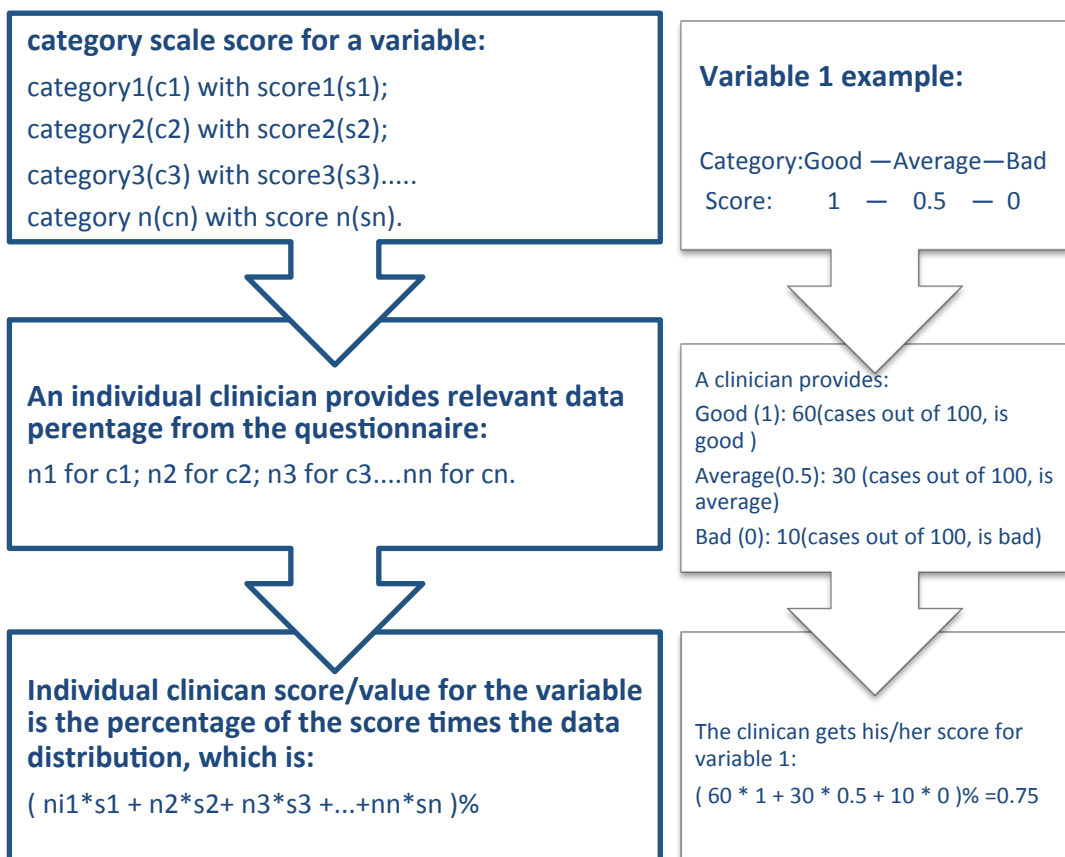 category scale score for a variable:
category1(c1) with score1(s1);
category2(c2) with score2(s2);
category3(c3) with score3(s3).....
category n(cn) with score n(sn).
An individual clinician provides relevant data
perentage from the questionnaire:
n1 for c1; n2 for c2; n3 for c3....nn for cn.
Individual clinican score/value for the variable
is the percentage of the score times the data
distribution, which is:
( ni1*s1 + n2*s2+ n3*s3 +...+nn*sn )%
Variable 1 example:
Category:Good —Average—Bad
Score: 1 — 0.5 — 0
A clinician provides:
Good (1): 60(cases out of 100, is
good )
Average(0.5): 30 (cases out of 100, is
average)
Bad (0): 10(cases out of 100, is bad)
The clinican gets his/her score for
variable 1:
( 60 * 1 + 30 * 0.5 + 10 * 0 )% =0.75